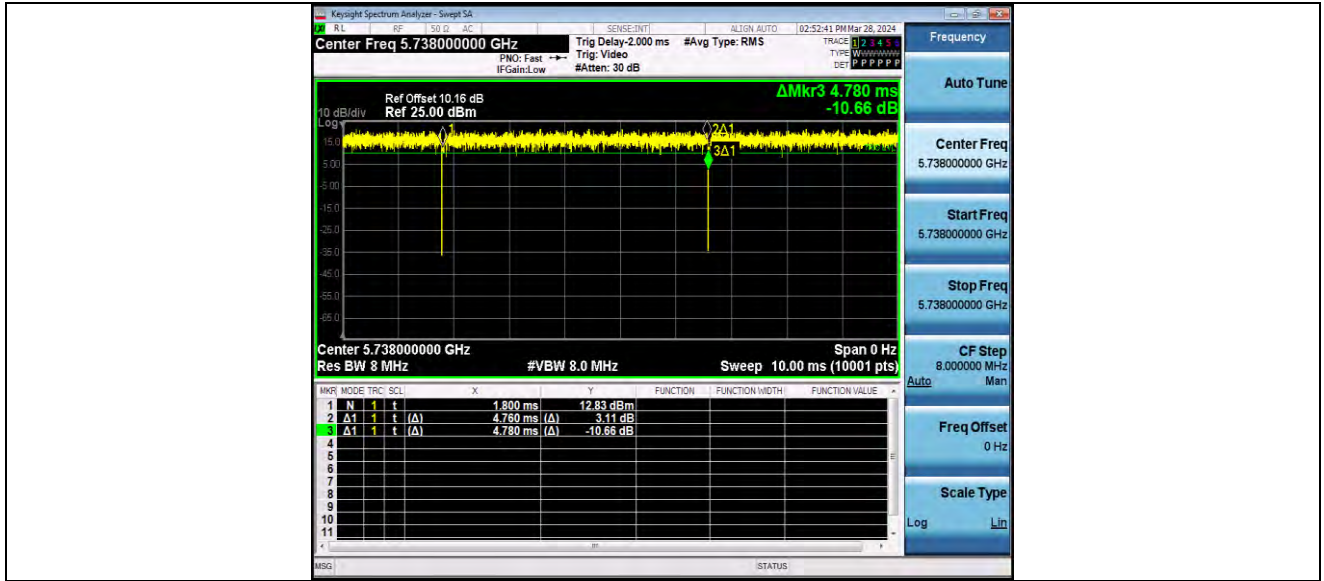 Keysight Spectrum Analyzer - Swept SA
RL RF 50 Ω AC SENSE:INT ALIGN AUTO 02:52:41 PM Mar 28, 2024
Center Freq 5.738000000 GHz
PNO: Fast
IFGain:Low
Trig Delay-2.000 ms
Trig: Video
#Atten: 30 dB
#Avg Type: RMS
TRACE 1 2 3 4 5 6
TYPE W
DET P P P P P P
Ref Offset 10.16 dB
10 dB/div Ref 25.00 dBm
Log
ΔMkr3 4.780 ms
-10.66 dB
1
2Δ1
3Δ1
15.0
5.00
-5.00
-15.0
-25.0
-35.0
-45.0
-55.0
-65.0
Center 5.738000000 GHz Span 0 Hz
Res BW 8 MHz #VBW 8.0 MHz Sweep 10.00 ms (10001 pts)
MKR MODE TRC SCL X Y FUNCTION FUNCTION WIDTH FUNCTION VALUE
1 N 1 t 1.800 ms 12.83 dBm
2 Δ1 1 t (Δ) 4.760 ms (Δ) 3.11 dB
3 Δ1 1 t (Δ) 4.780 ms (Δ) -10.66 dB
4
5
6
7
8
9
10
11
MSG STATUS
Frequency
Auto Tune
Center Freq
5.738000000 GHz
Start Freq
5.738000000 GHz
Stop Freq
5.738000000 GHz
CF Step
8.000000 MHz
Auto Man
Freq Offset
0 Hz
Scale Type
Log Lin